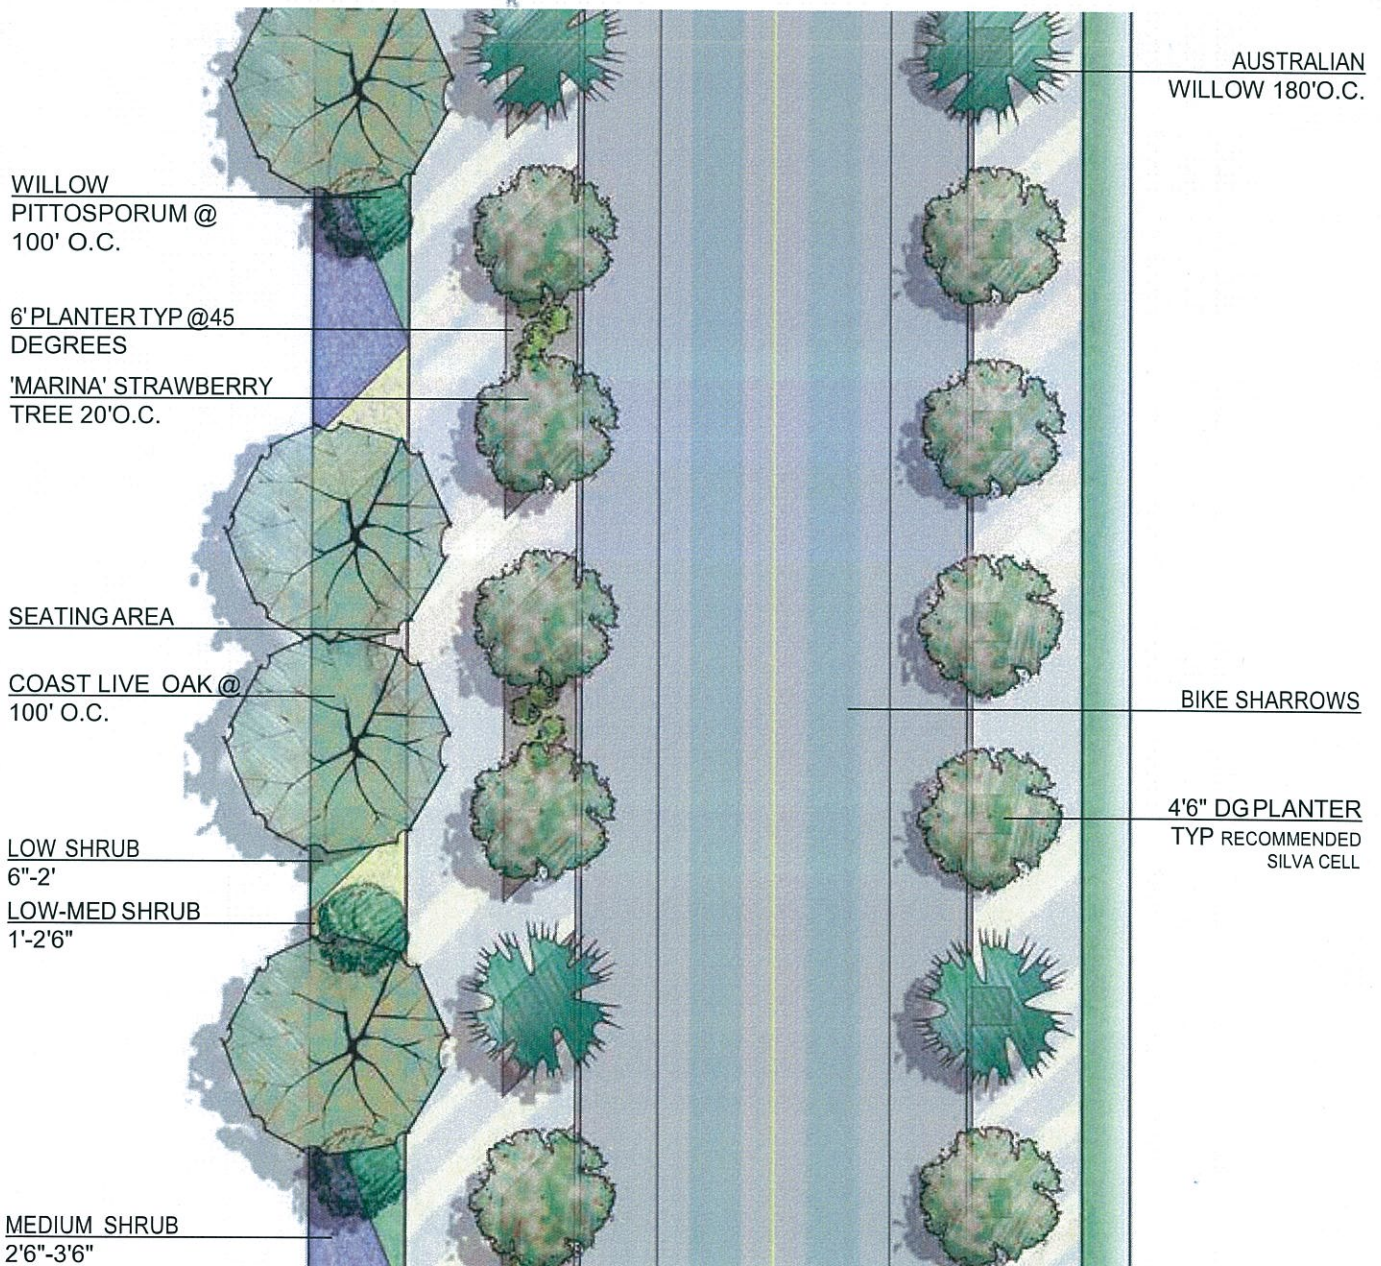 AUSTRALIAN
WILLOW 180'O.C.
WILLOW
PITTOSPORUM @
100' O.C.
6' PLANTER TYP @45
DEGREES
'MARINA' STRAWBERRY
TREE 20'O.C.
SEATING AREA
COAST LIVE OAK @
100' O.C.
BIKE SHARROWS
4'6" DG PLANTER
TYP RECOMMENDED
SILVA CELL
LOW SHRUB
6"-2'
LOW-MED SHRUB
1'-2'6"
MEDIUM SHRUB
2'6"-3'6"